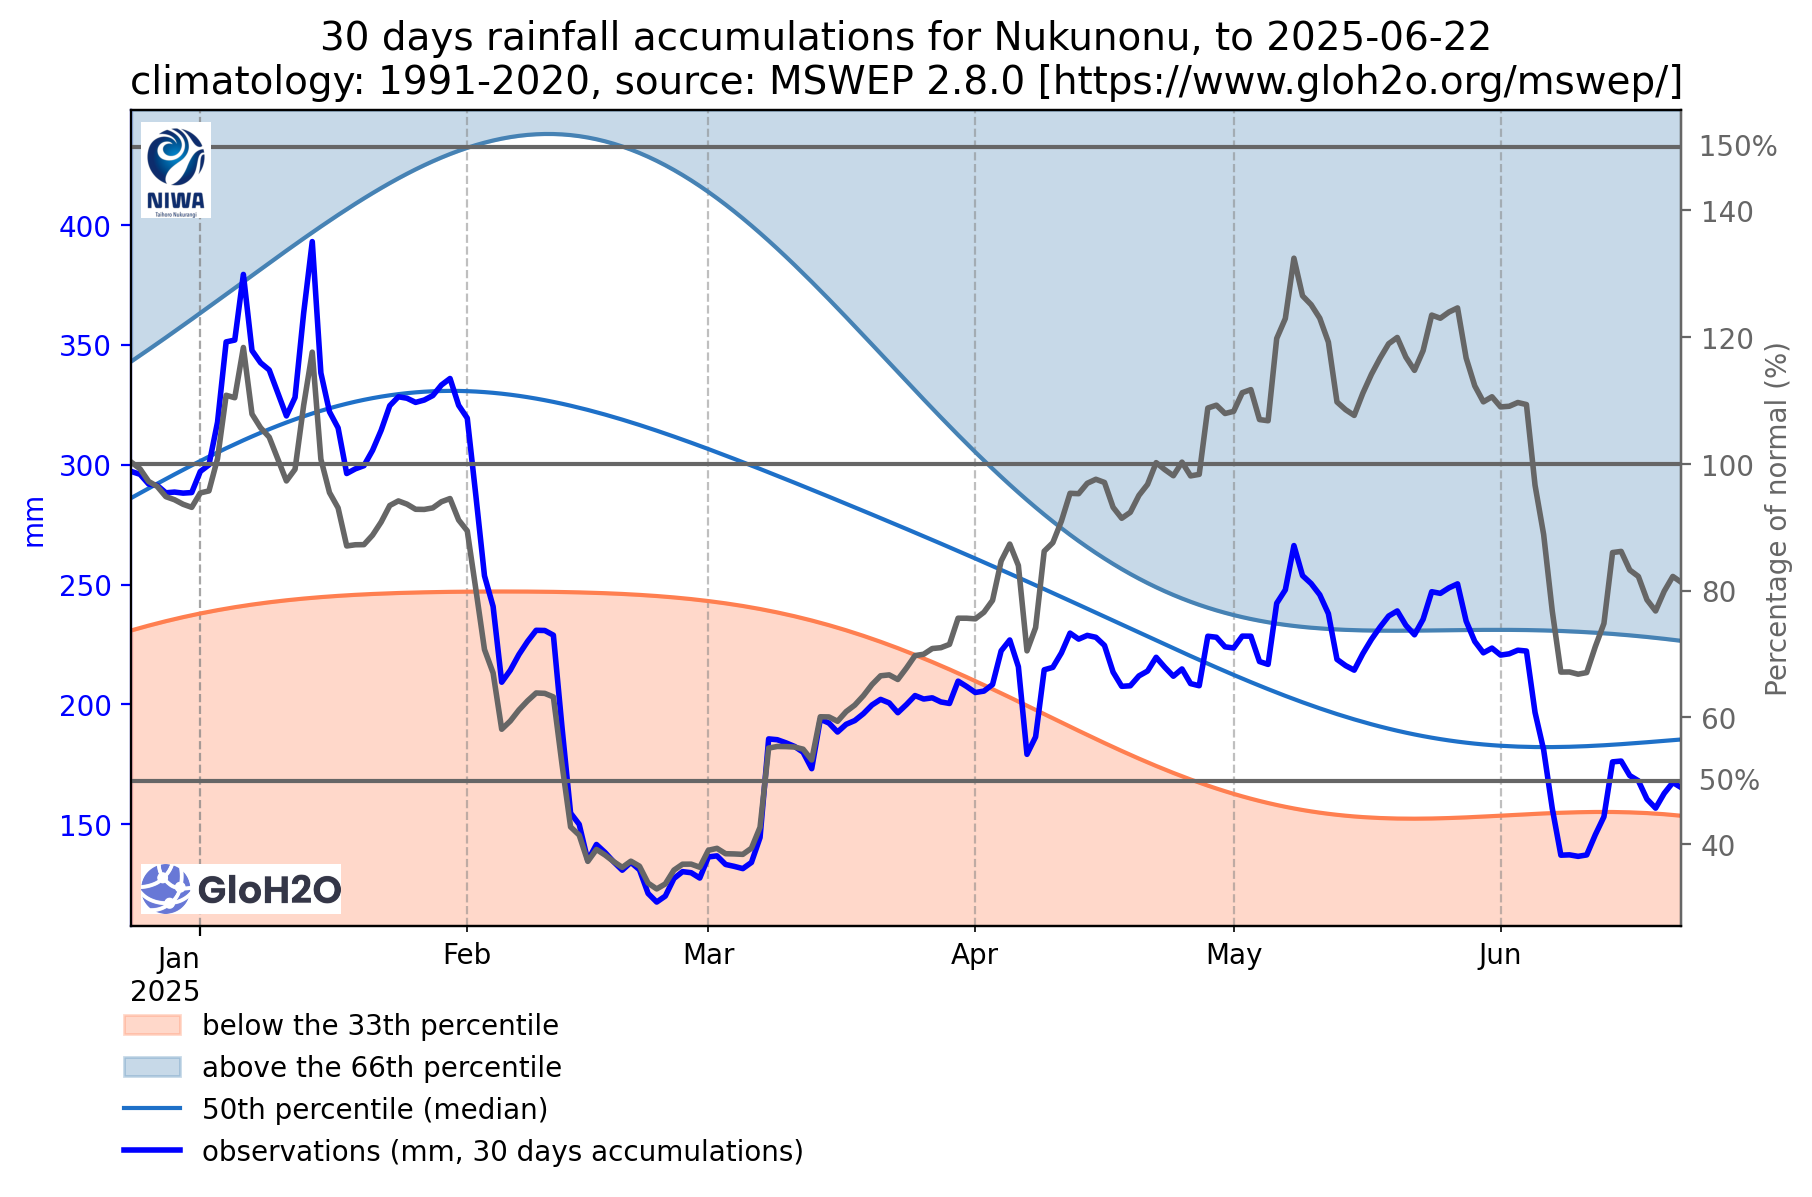 30 days rainfall accumulations for Nukunonu, to 2025-06-22
climatology: 1991-2020, source: MSWEP 2.8.0 [https://www.gloh2o.org/mswep/]
NIWA
Taihoro Nukurangi
400
350
300
250
200
150
mm
150%
140
120
100
80
60
50%
40
Percentage of normal (%)
GloH2O
Jan
2025
Feb
Mar
Apr
May
Jun
below the 33th percentile
above the 66th percentile
50th percentile (median)
observations (mm, 30 days accumulations)